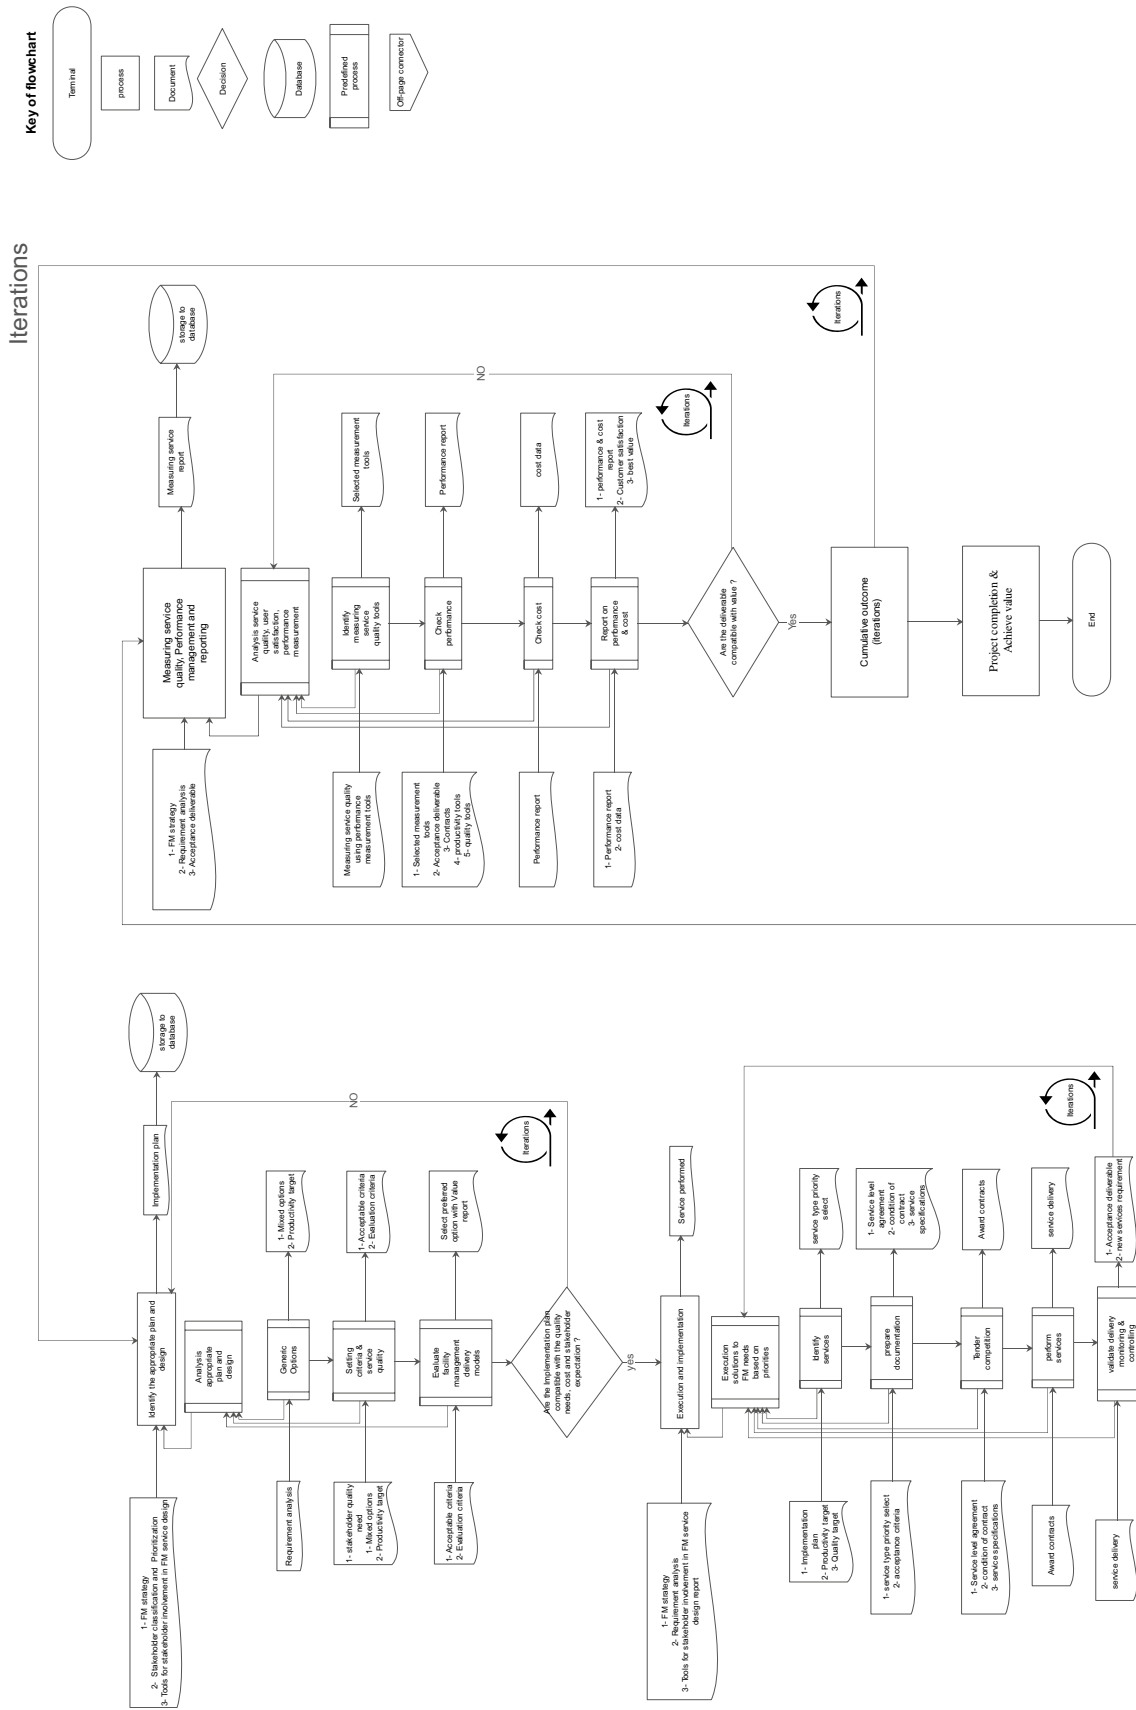 Key of flowchart
Terminal
process
Document
Decision
Database
Predefined
process
Off-page connector
Iterations
1- FM strategy
2- Stakeholder classification and Prioritization
3- Tools for stakeholder involvement in FM service design
Identify the appropriate plan and
design
Implementation plan
storage to
database
Analysis
appropriate
plan and
design
Requirement analysis
Generic
Options
1- Mixed options
2- Productivity target
1- stakeholder quality
need
1- Mixed options
2- Productivity target
Setting
criteria &
service
quality
1- Acceptable criteria
2- Evaluation criteria
NO
1- Acceptable criteria
2- Evaluation criteria
Evaluate
facility
management
delivery
models
Select preferred
option with Value
report
Iterations
Are the Implementation plan
compatible with the quality
needs, cost and stakeholder
expectation ?
yes
1- FM strategy
2- Requirement analysis
3- Tools for stakeholder involvement in FM service
design report
Execution and implementation
Service performed
Execution
solutions to
FM needs
based on
priorities
1- Implementation
plan
2- Productivity target
3- Quality target
Identify
services
service type priority
select
1- service type priority select
2- acceptance criteria
prepare
documentation
1- Service level
agreement
2- condition of
contract
3- service
specifications
1- Service level agreement
2- condition of contract
3- service specifications
Tender
competition
Award contracts
Award contracts
perform
services
service delivery
Iterations
service delivery
validate delivery
monitoring &
controlling
1- Acceptance deliverable
2- new services requirement
1- FM strategy
2- Requirement analysis
3- Acceptance deliverable
Measuring service
quality, Performance
management and
reporting
Measuring service
report
storage to
database
Analysis service
quality, user
satisfaction,
performance
measurement
Measuring service quality
using performance
measurement tools
Identify
measuring
service
quality tools
Selected measurement
tools
1- Selected measurement
tools
2- Acceptance deliverable
3- Contracts
4- productivity tools
5- quality tools
Check
performance
Performance report
NO
Performance report
Check cost
cost data
1- Performance report
2- cost data
Report on
performance
& cost
1- performance & cost
report
2- Customer satisfaction
3- best value
Iterations
Are the deliverable
compatible with value ?
Yes
Cumulative outcome
(iterations)
Iterations
Project completion &
Achieve value
End